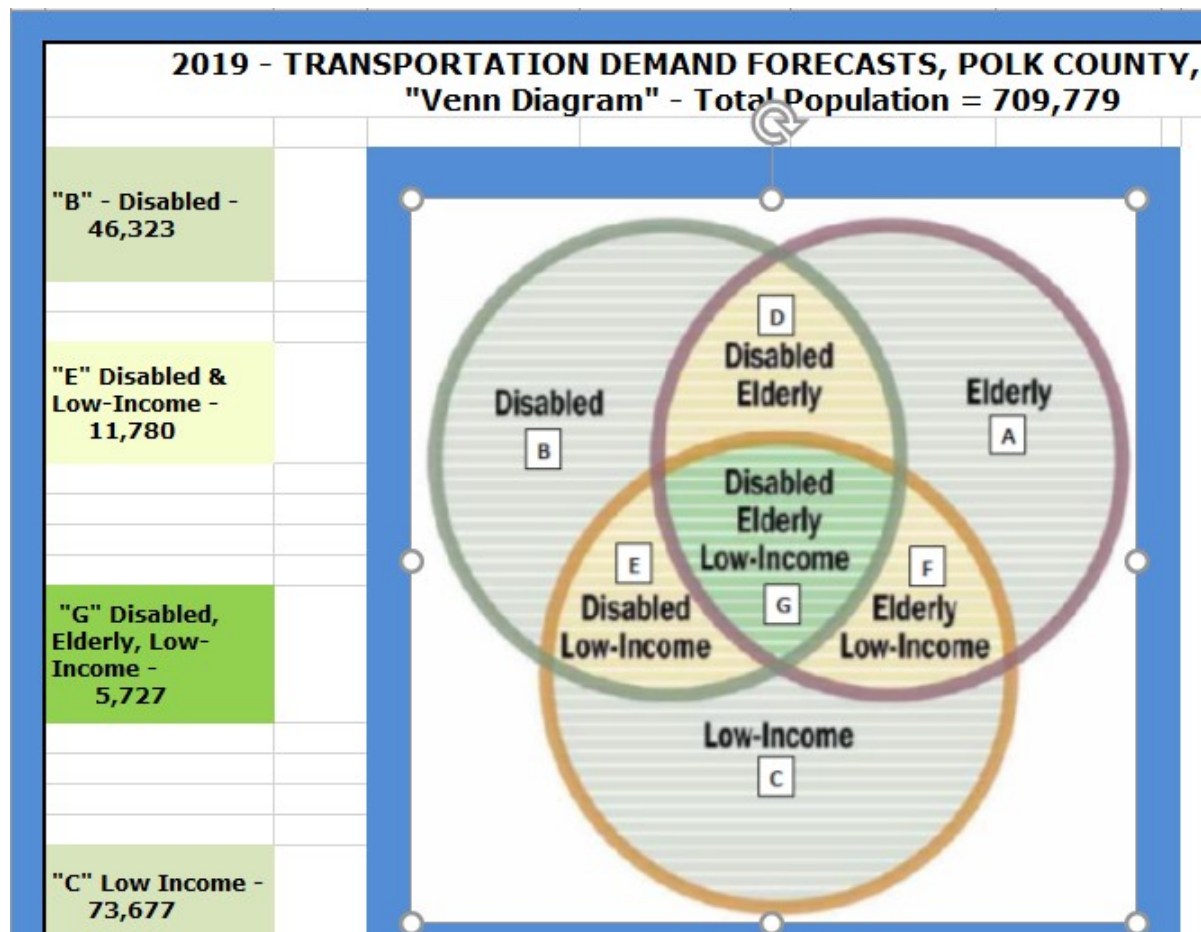 2019 - TRANSPORTATION DEMAND FORECASTS, POLK COUNTY,
"Venn Diagram" - Total Population = 709,779
"B" - Disabled -
46,323
"E" Disabled &
Low-Income -
11,780
"G" Disabled,
Elderly, Low-
Income -
5,727
"C" Low Income -
73,677
D
Disabled
Elderly
Disabled
B
Elderly
A
Disabled
Elderly
Low-Income
G
E
Disabled
Low-Income
F
Elderly
Low-Income
Low-Income
C